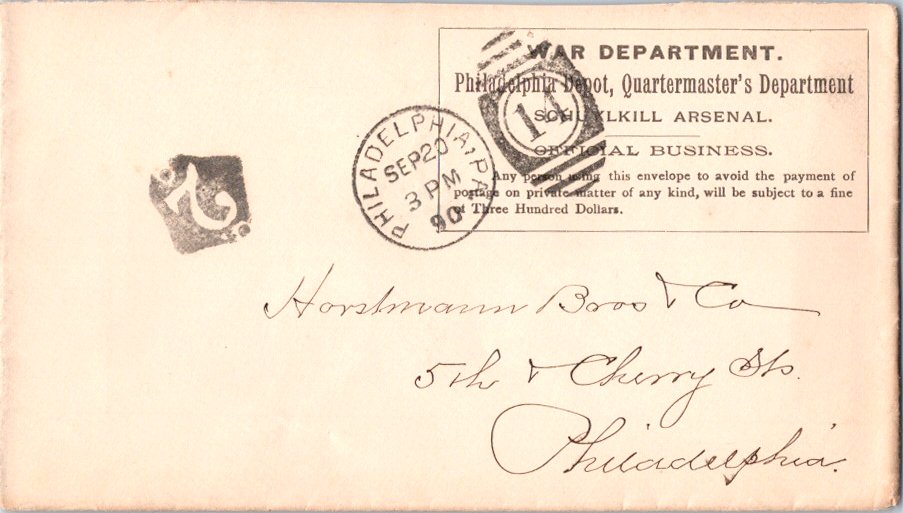 WAR DEPARTMENT.
Philadelphia Depot, Quartermaster's Department
SCHUYLKILL ARSENAL.
OFFICIAL BUSINESS.
Any person using this envelope to avoid the payment of
postage on private matter of any kind, will be subject to a fine
of Three Hundred Dollars.
14
PHILADELPHIA, PA.
SEP 20
3 PM
90
2
Horstmann Bros & Co
5th & Cherry Sts.
Philadelphia.